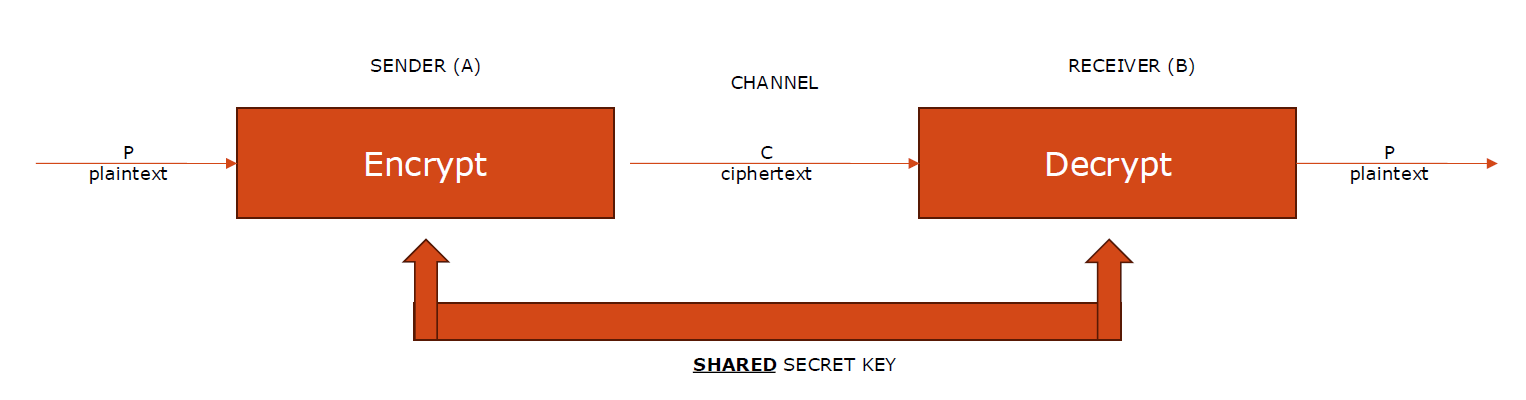 SENDER (A)
RECEIVER (B)
CHANNEL
P
plaintext
Encrypt
C
ciphertext
Decrypt
P
plaintext
SHARED SECRET KEY